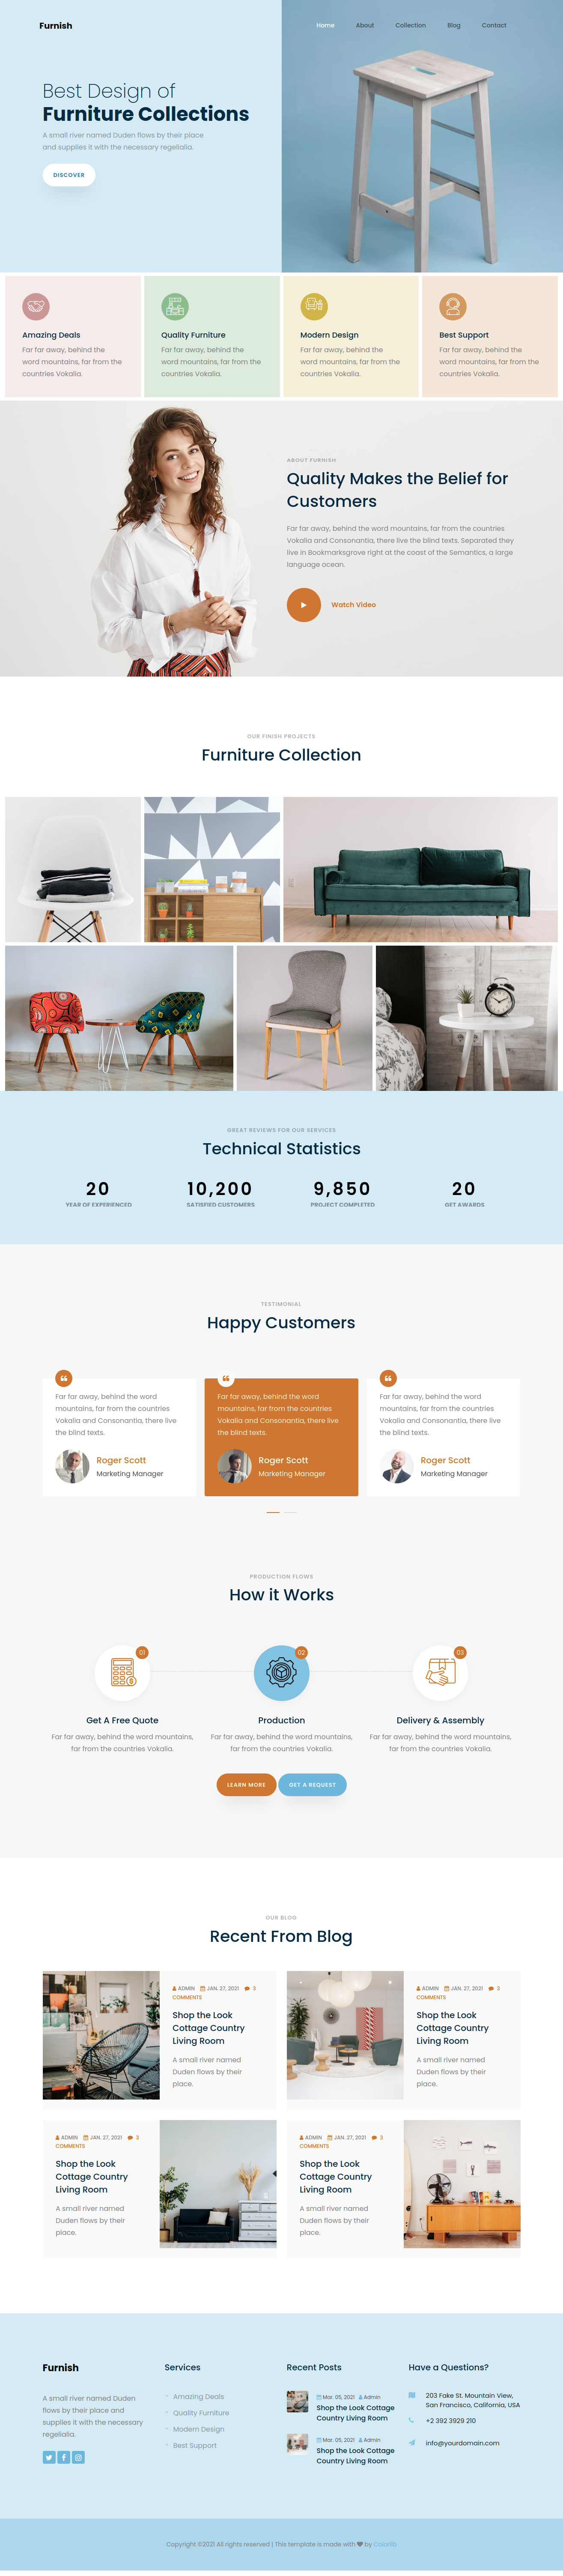 Furnish
Home
About
Collection
Blog
Contact
Best Design of
Furniture Collections
A small river named Duden flows by their place
and supplies it with the necessary regelialia.
DISCOVER
Amazing Deals
Far far away, behind the
word mountains, far from the
countries Vokalia.
Quality Furniture
Far far away, behind the
word mountains, far from the
countries Vokalia.
Modern Design
Far far away, behind the
word mountains, far from the
countries Vokalia.
Best Support
Far far away, behind the
word mountains, far from the
countries Vokalia.
ABOUT FURNISH
Quality Makes the Belief for
Customers
Far far away, behind the word mountains, far from the countries
Vokalia and Consonantia, there live the blind texts. Separated they
live in Bookmarksgrove right at the coast of the Semantics, a large
language ocean.
Watch Video
OUR FINISH PROJECTS
Furniture Collection
GREAT REVIEWS FOR OUR SERVICES
Technical Statistics
20
YEAR OF EXPERIENCED
10,200
SATISFIED CUSTOMERS
9,850
PROJECT COMPLETED
20
GET AWARDS
TESTIMONIAL
Happy Customers
Far far away, behind the word
mountains, far from the countries
Vokalia and Consonantia, there live
the blind texts.
Roger Scott
Marketing Manager
Far far away, behind the word
mountains, far from the countries
Vokalia and Consonantia, there live
the blind texts.
Roger Scott
Marketing Manager
Far far away, behind the word
mountains, far from the countries
Vokalia and Consonantia, there live
the blind texts.
Roger Scott
Marketing Manager
PRODUCTION FLOWS
How it Works
01
Get A Free Quote
Far far away, behind the word mountains,
far from the countries Vokalia.
02
Production
Far far away, behind the word mountains,
far from the countries Vokalia.
03
Delivery & Assembly
Far far away, behind the word mountains,
far from the countries Vokalia.
LEARN MORE
GET A REQUEST
OUR BLOG
Recent From Blog
ADMIN JAN. 27, 2021 3
COMMENTS
Shop the Look
Cottage Country
Living Room
A small river named
Duden flows by their
place.
ADMIN JAN. 27, 2021 3
COMMENTS
Shop the Look
Cottage Country
Living Room
A small river named
Duden flows by their
place.
ADMIN JAN. 27, 2021 3
COMMENTS
Shop the Look
Cottage Country
Living Room
A small river named
Duden flows by their
place.
ADMIN JAN. 27, 2021 3
COMMENTS
Shop the Look
Cottage Country
Living Room
A small river named
Duden flows by their
place.
Furnish
A small river named Duden
flows by their place and
supplies it with the necessary
regelialia.
Services
Amazing Deals
Quality Furniture
Modern Design
Best Support
Recent Posts
Mar. 05, 2021 Admin
Shop the Look Cottage
Country Living Room
Mar. 05, 2021 Admin
Shop the Look Cottage
Country Living Room
Have a Questions?
203 Fake St. Mountain View,
San Francisco, California, USA
+2 392 3929 210
info@yourdomain.com
Copyright ©2021 All rights reserved | This template is made with ♥ by Colorlib